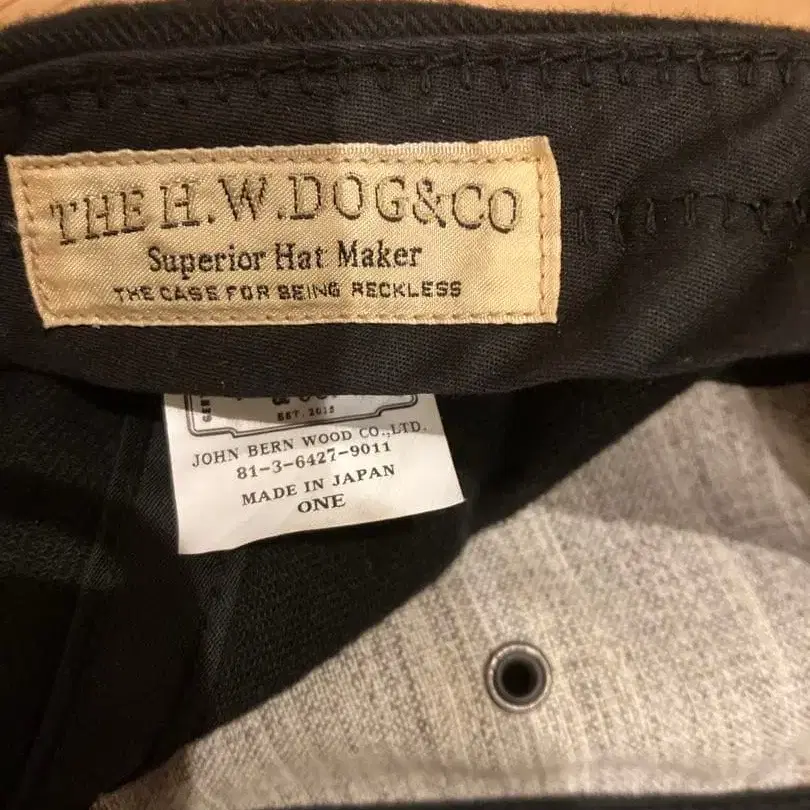 THE H.W.DOG&CO
Superior Hat Maker
THE CASE FOR BEING RECKLESS
EST. 2015
JOHN BERN WOOD CO.,LTD.
81-3-6427-9011
MADE IN JAPAN
ONE